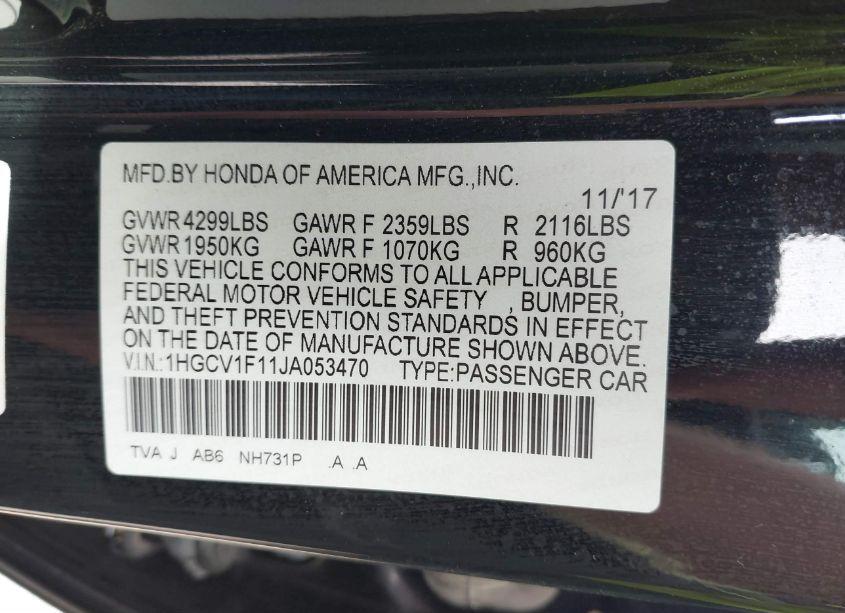 MFD.BY HONDA OF AMERICA MFG.,INC.
11/'17
GVWR 4299LBS GAWR F 2359LBS R 2116LBS
GVWR 1950KG GAWR F 1070KG R 960KG
THIS VEHICLE CONFORMS TO ALL APPLICABLE
FEDERAL MOTOR VEHICLE SAFETY , BUMPER,
AND THEFT PREVENTION STANDARDS IN EFFECT
ON THE DATE OF MANUFACTURE SHOWN ABOVE.
V.I.N.:1HGCV1F11JA053470 TYPE:PASSENGER CAR
TVA J AB6 NH731P .A .A